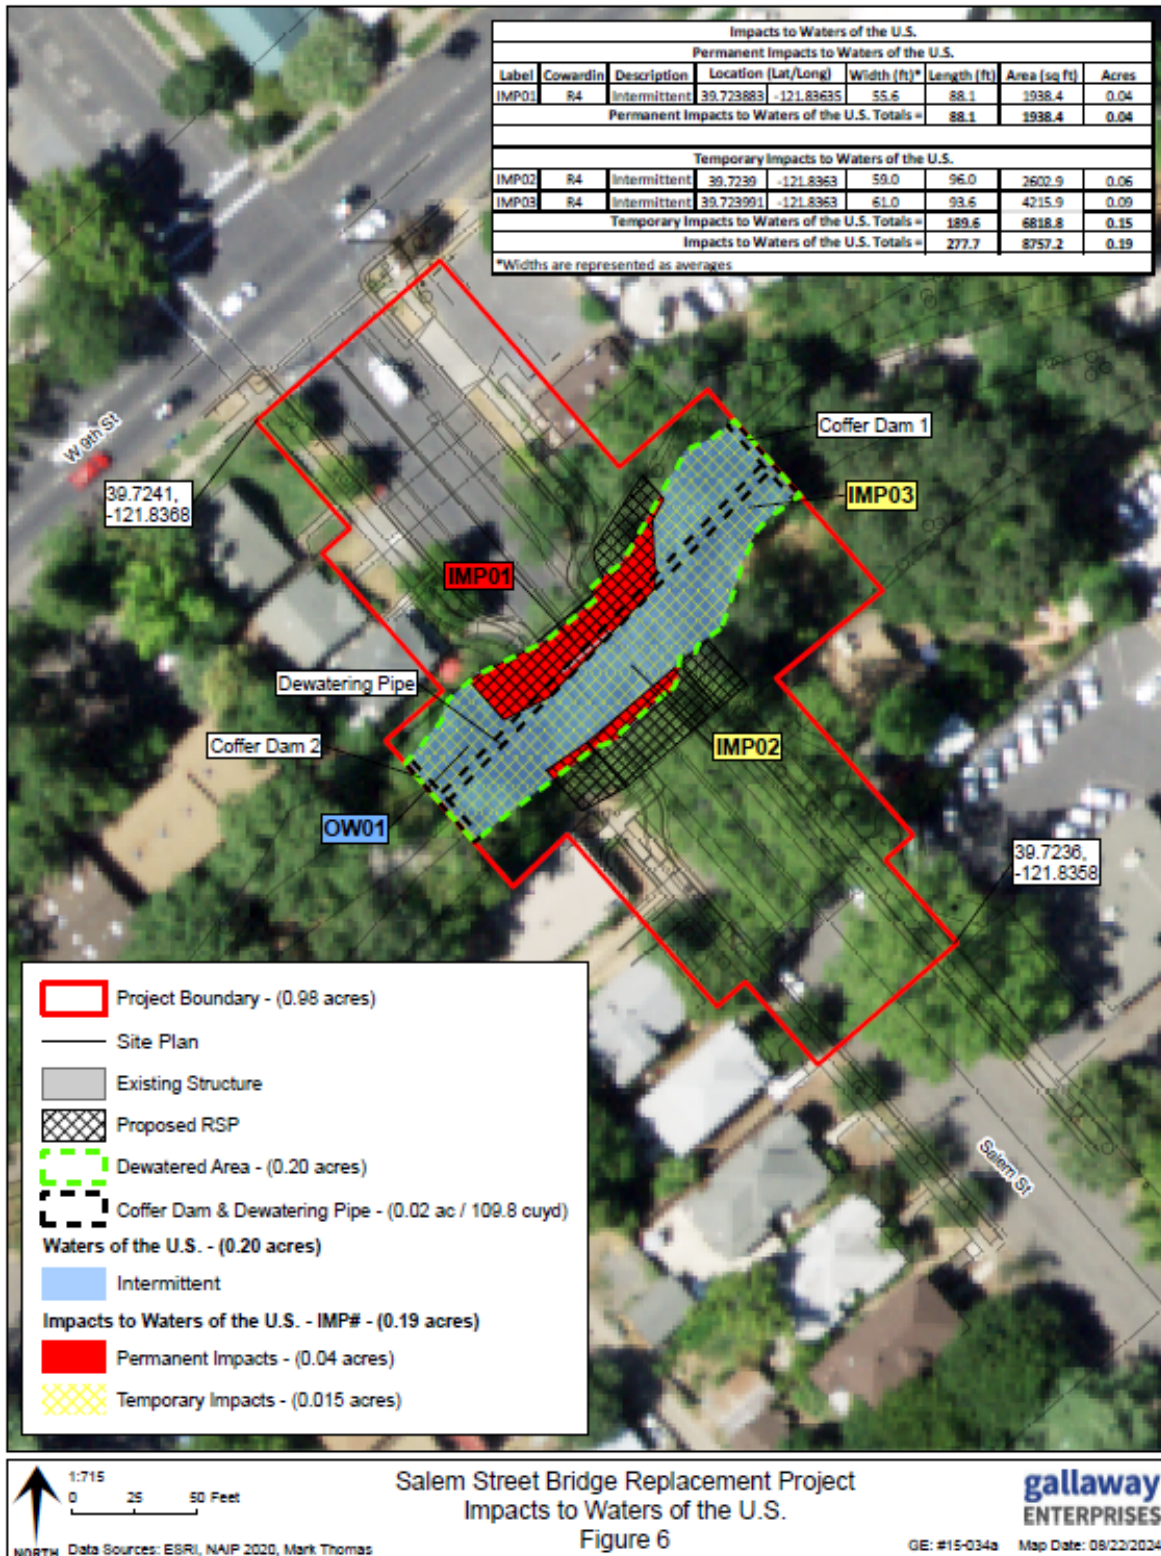 Impacts to Waters of the U.S.
Permanent Impacts to Waters of the U.S.
Label Cowardin Description Location (Lat/Long) Width (ft)* Length (ft) Area (sq ft) Acres
IMP01 R4 Intermittent 39.723883 -121.83635 55.6 88.1 1938.4 0.04
Permanent Impacts to Waters of the U.S. Totals = 88.1 1938.4 0.04
Temporary Impacts to Waters of the U.S.
IMP02 R4 Intermittent 39.7239 -121.8363 59.0 96.0 2602.9 0.06
IMP03 R4 Intermittent 39.723991 -121.8363 61.0 93.6 4215.9 0.09
Temporary Impacts to Waters of the U.S. Totals = 189.6 6818.8 0.15
Impacts to Waters of the U.S. Totals = 277.7 8757.2 0.19
*Widths are represented as averages
W 9th St
39.7241,
-121.8368
Coffer Dam 1
IMP03
IMP01
Dewatering Pipe
Coffer Dam 2
IMP02
OW01
39.7236,
-121.8358
Salem St
Project Boundary - (0.98 acres)
Site Plan
Existing Structure
Proposed RSP
Dewatered Area - (0.20 acres)
Coffer Dam & Dewatering Pipe - (0.02 ac / 109.8 cuyd)
Waters of the U.S. - (0.20 acres)
Intermittent
Impacts to Waters of the U.S. - IMP# - (0.19 acres)
Permanent Impacts - (0.04 acres)
Temporary Impacts - (0.015 acres)
1:715
0 25 50 Feet
NORTH
Data Sources: ESRI, NAIP 2020, Mark Thomas
Salem Street Bridge Replacement Project
Impacts to Waters of the U.S.
Figure 6
gallaway
ENTERPRISES
GE: #15-034a Map Date: 08/22/2024